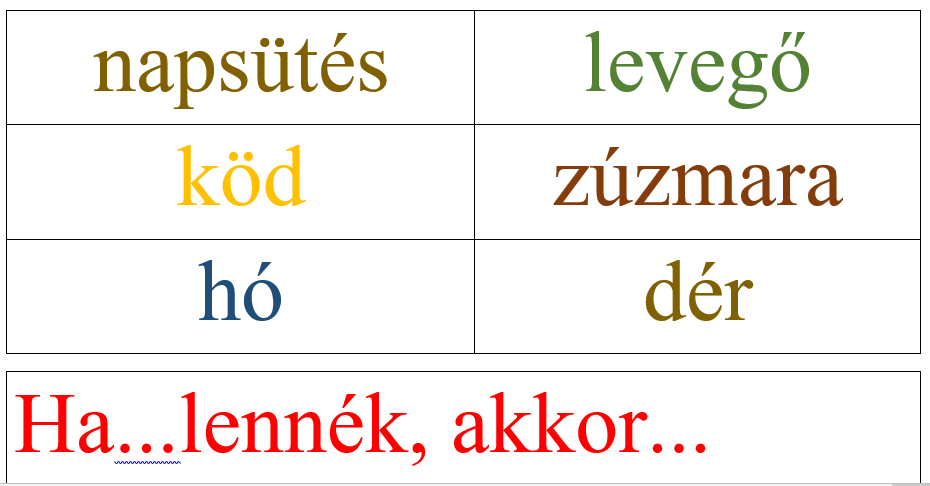 napsütés levegő
köd zúzmara
hó dér
Ha...lennék, akkor...